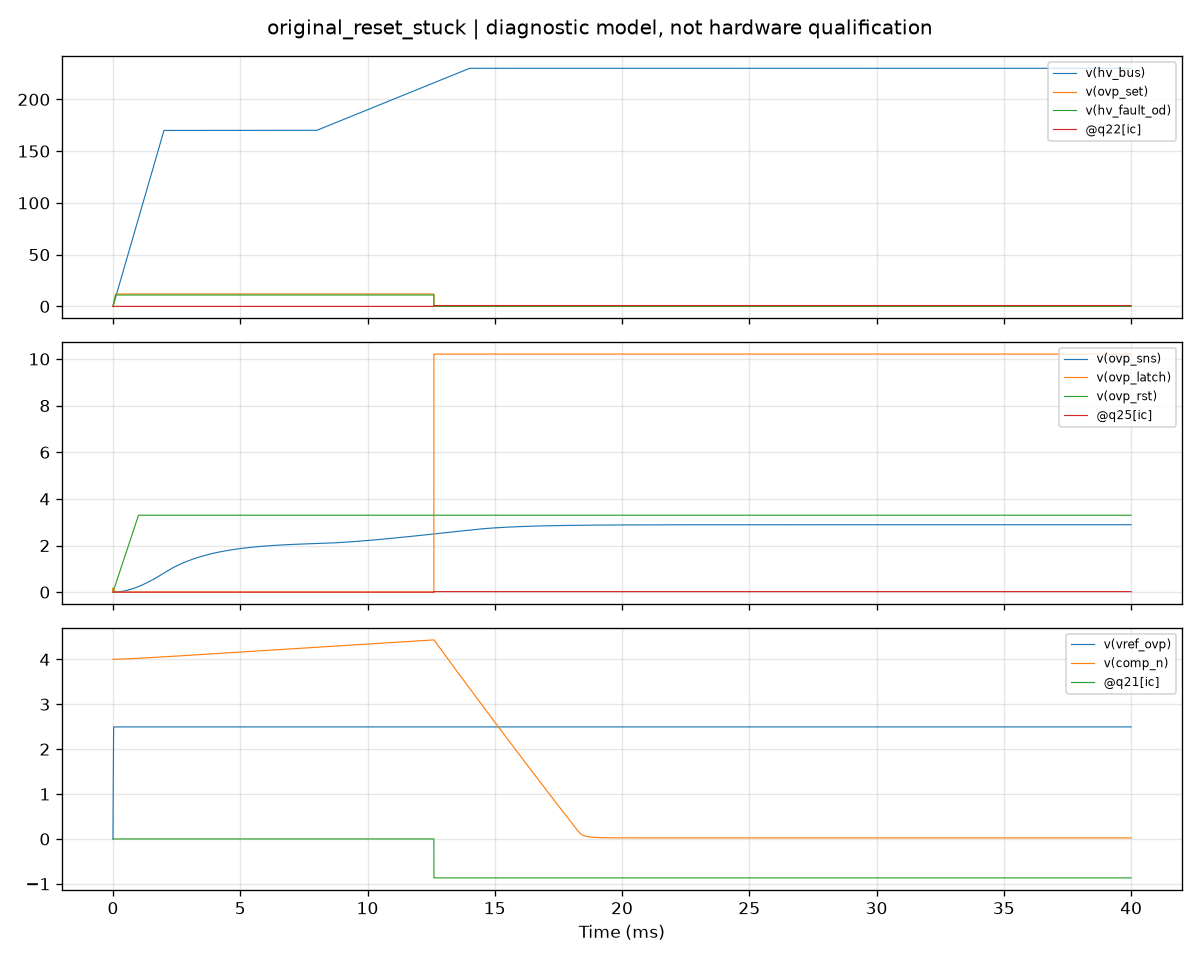 original_reset_stuck | diagnostic model, not hardware qualification
200
150
100
50
0
v(hv_bus)
v(ovp_set)
v(hv_fault_od)
@q22[ic]
10
8
6
4
2
0
v(ovp_sns)
v(ovp_latch)
v(ovp_rst)
@q25[ic]
4
3
2
1
0
−1
v(vref_ovp)
v(comp_n)
@q21[ic]
0 5 10 15 20 25 30 35 40
Time (ms)